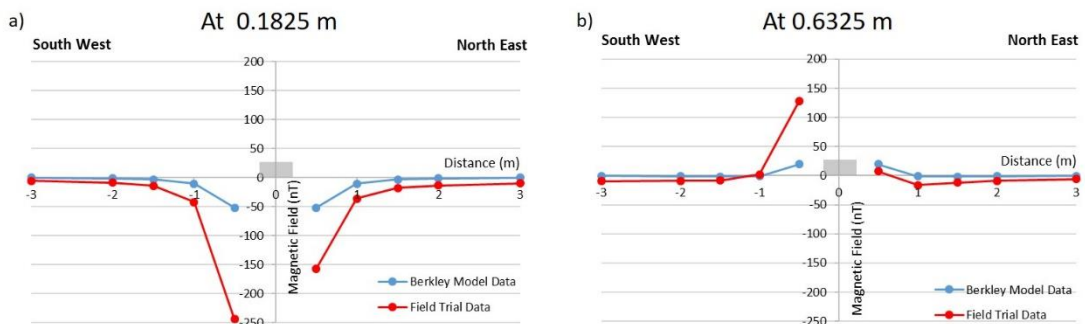 a)
At 0.1825 m
South West
North East
200
150
100
50
0
-50
-100
-150
-200
-250
-3
-2
-1
0
1
2
3
Distance (m)
Magnetic Field (nT)
Berkley Model Data
Field Trial Data
b)
At 0.6325 m
South West
North East
200
150
100
50
0
-50
-100
-150
-200
-250
-3
-2
-1
0
1
2
3
Distance (m)
Magnetic Field (nT)
Berkley Model Data
Field Trial Data